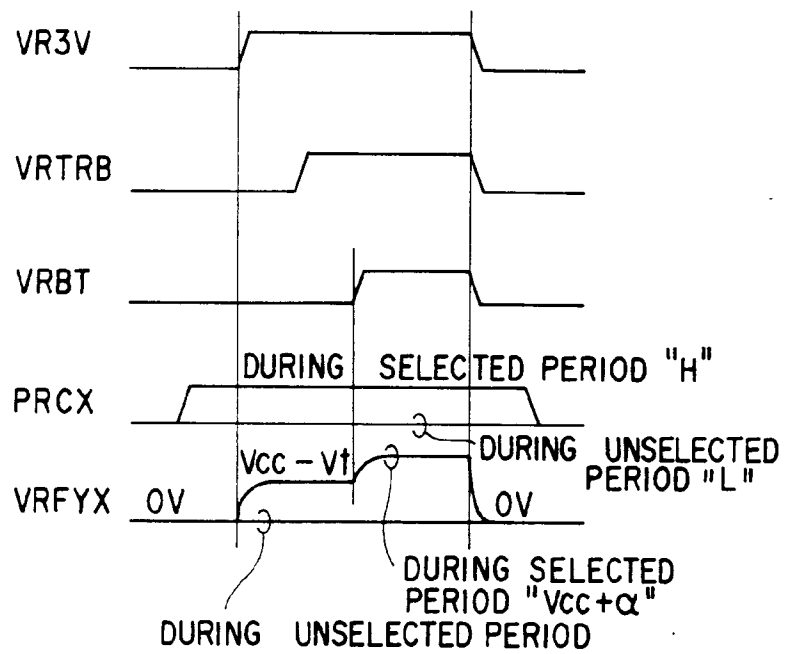 VR3V
VRTRB
VRBT
DURING SELECTED PERIOD "H"
PRCX
DURING UNSELECTED
PERIOD "L"
Vcc-Vt
VRFYX 0V
0V
DURING SELECTED
PERIOD "Vcc+α"
DURING UNSELECTED PERIOD